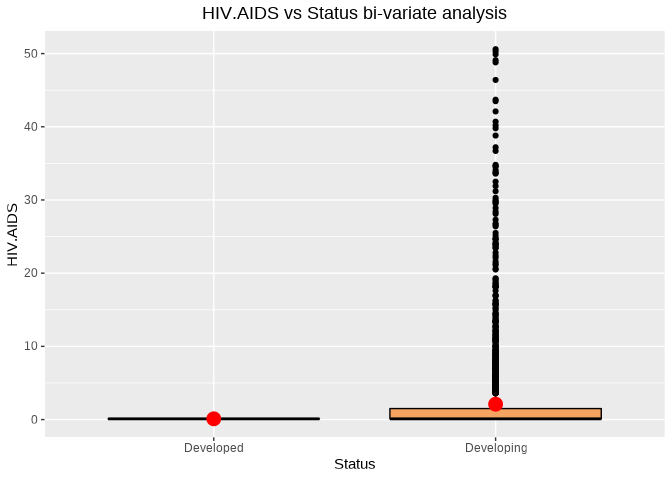 HIV.AIDS vs Status bi-variate analysis
50
40
30
20
10
0
HIV.AIDS
Developed
Developing
Status